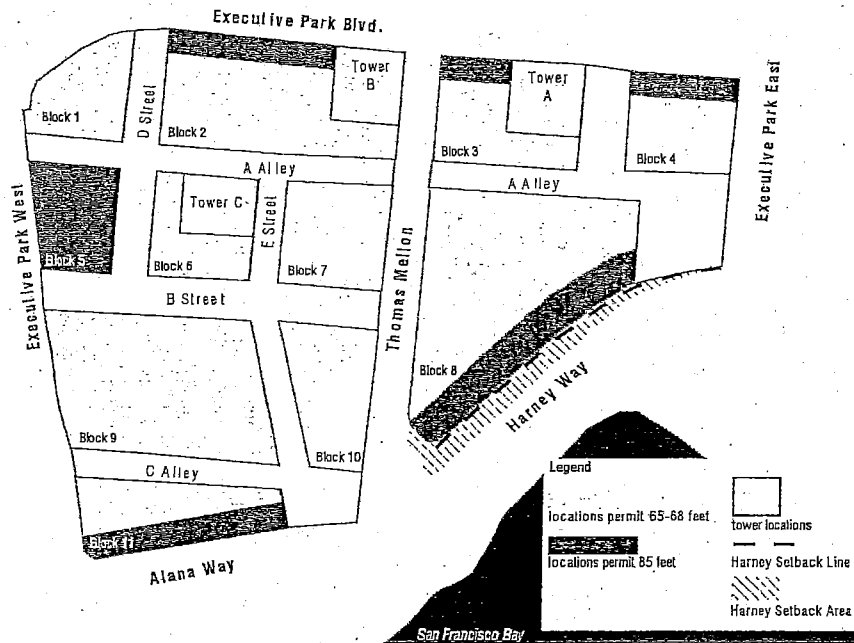 Executive Park Blvd.
Tower
B
Tower
A
Executive Park East
Block 1
D Street
Block 2
Block 3
Block 4
A Alley
A Alley
Executive Park West
Tower C
E Street
Block 5
Block 6
Block 7
Thomas Mellon
B Street
Block 8
Harney Way
Block 9
Block 10
C Alley
Block 11
Alana Way
Legend
locations permit 65-68 feet
tower locations
locations permit 85 feet
Harney Setback Line
Harney Setback Area
San Francisco Bay